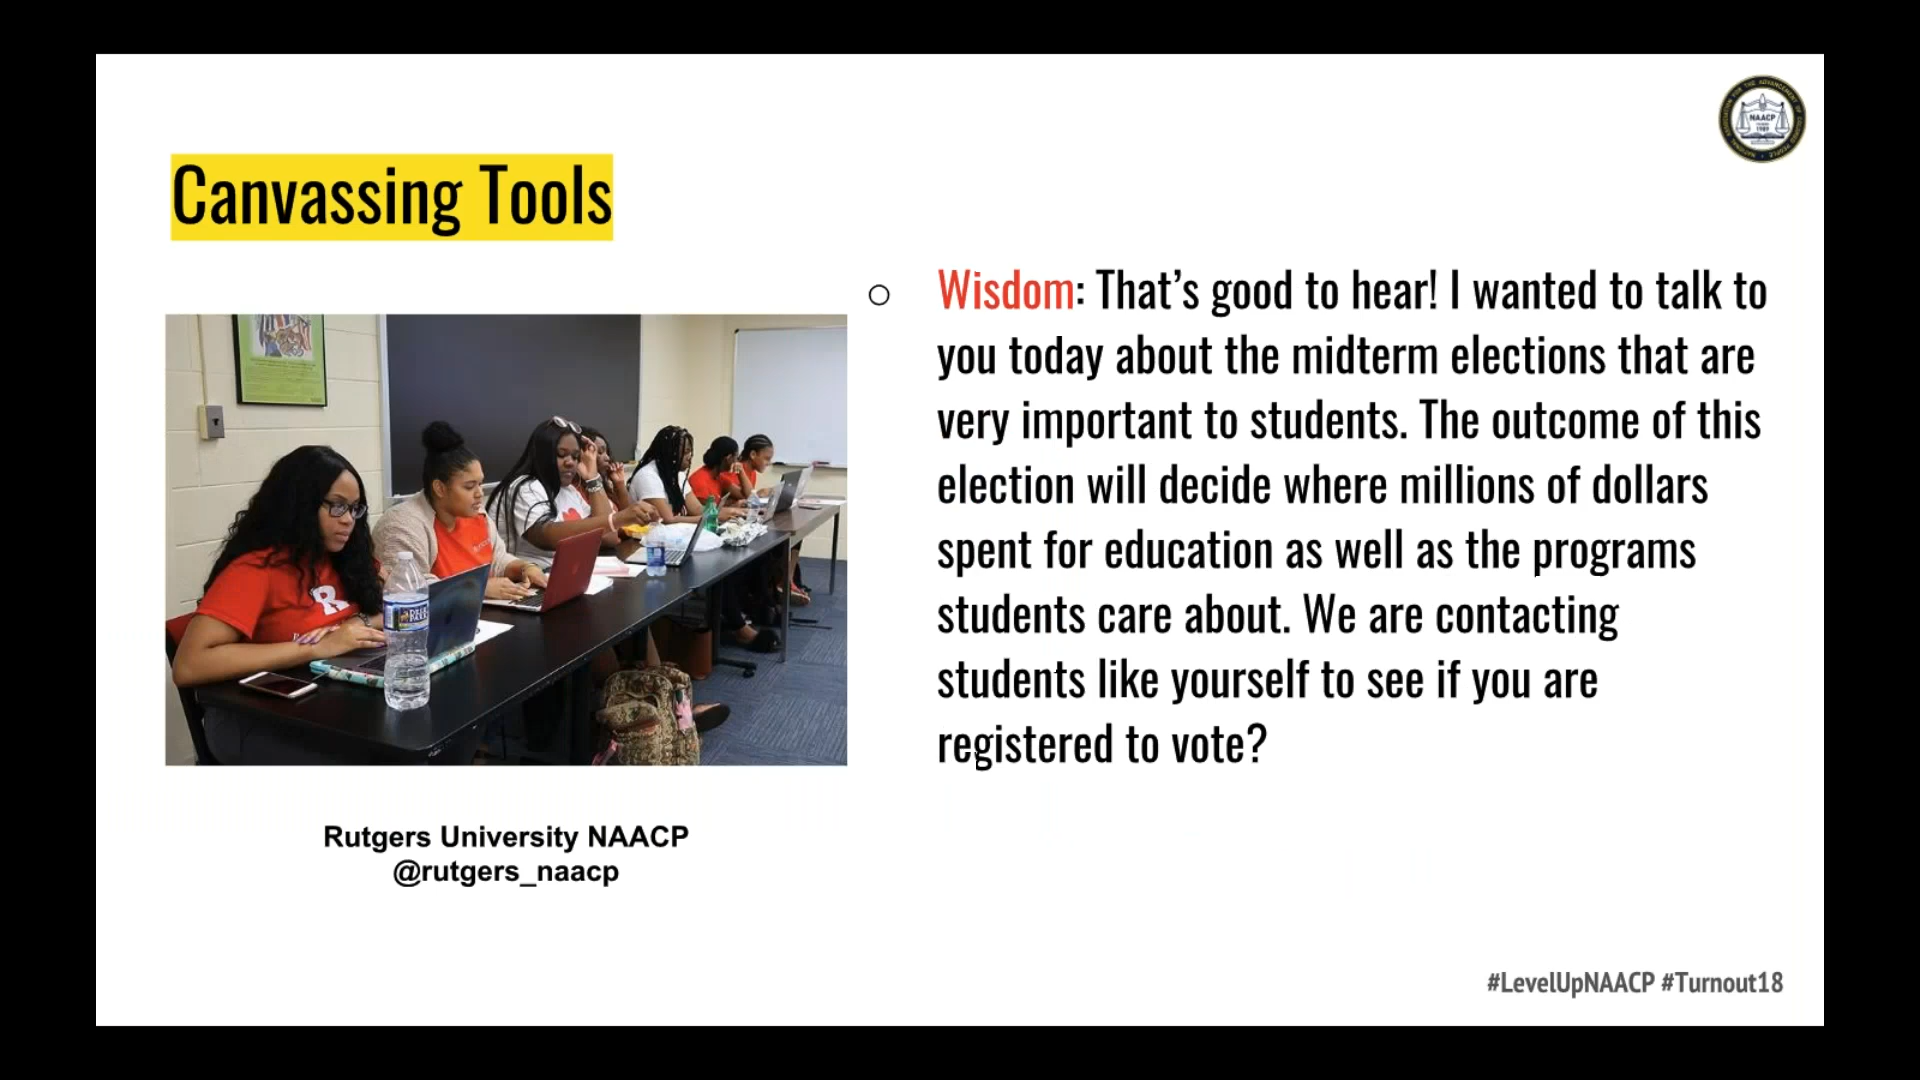 NAACP
Canvassing Tools
○ Wisdom: That’s good to hear! I wanted to talk to
you today about the midterm elections that are
very important to students. The outcome of this
election will decide where millions of dollars
spent for education as well as the programs
students care about. We are contacting
students like yourself to see if you are
registered to vote?
R
Rutgers University NAACP
@rutgers_naacp
#LevelUpNAACP #Turnout18